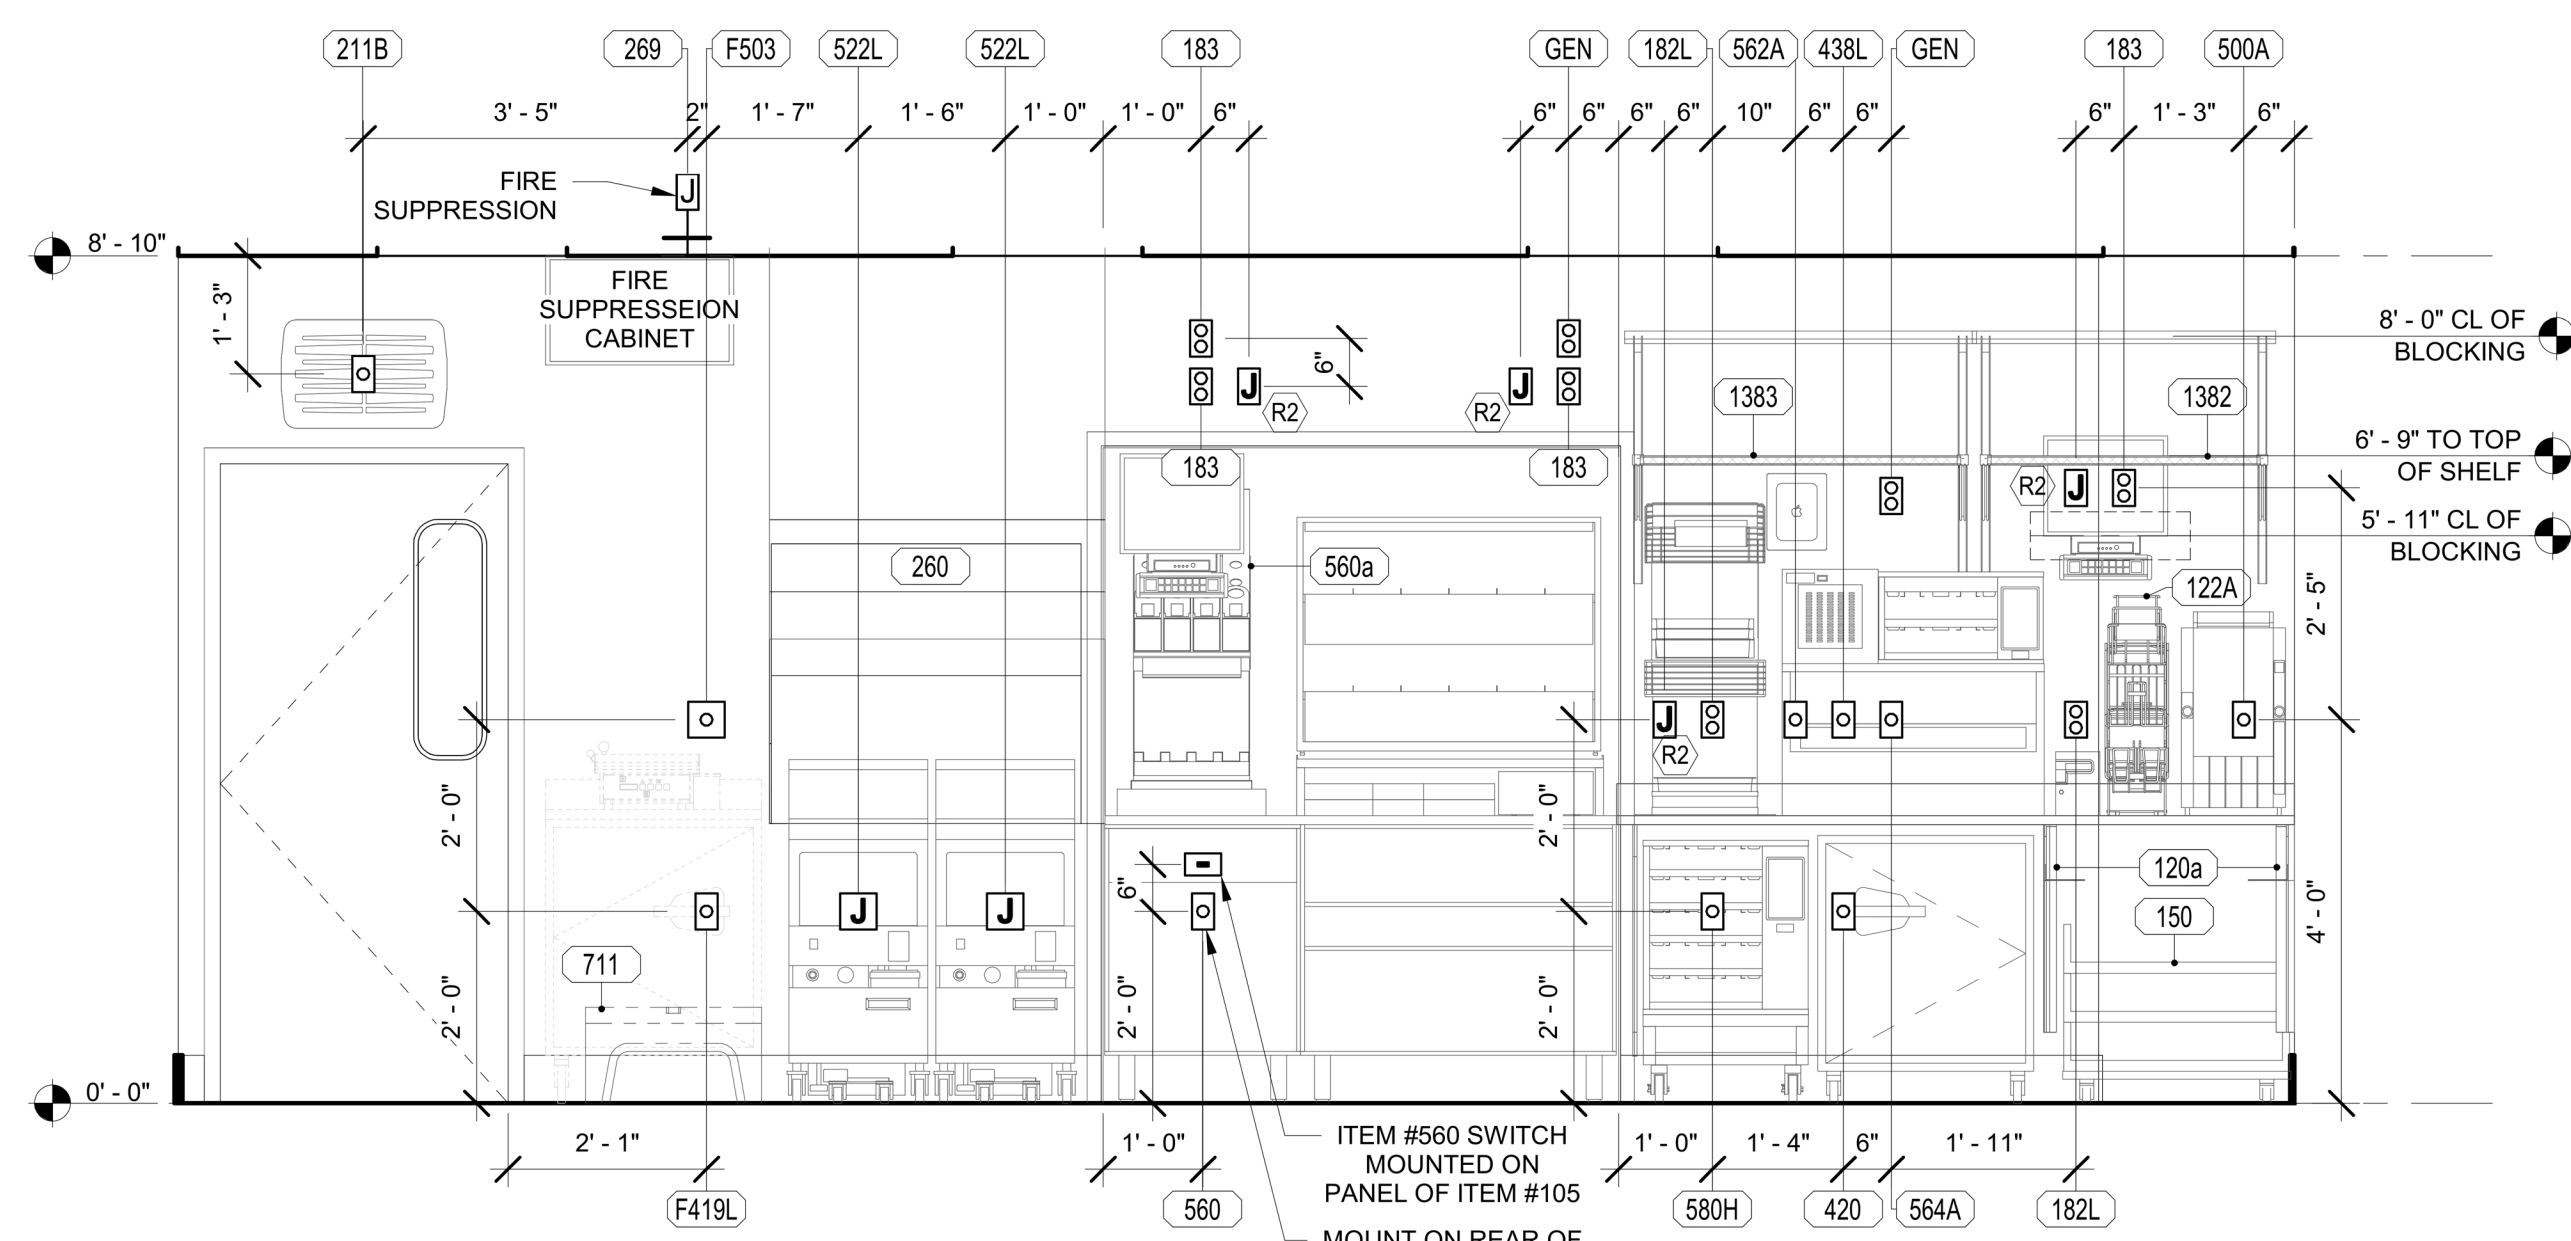 211B
269
F503
522L
522L
183
GEN
182L
562A
438L
GEN
183
500A
3' - 5"
2"
1' - 7"
1' - 6"
1' - 0"
1' - 0"
6"
6"
6"
6"
6"
10"
6"
6"
6"
1' - 3"
6"
FIRE
SUPPRESSION
J
8' - 10"
1' - 3"
FIRE
SUPPRESSEION
CABINET
6"
J
R2
J
R2
8' - 0" CL OF
BLOCKING
1383
1382
6' - 9" TO TOP
OF SHELF
183
183
R2
J
5' - 11" CL OF
BLOCKING
260
560a
122A
2' - 5"
J
R2
2' - 0"
2' - 0"
6"
120a
150
4' - 0"
J
J
711
2' - 0"
2' - 0"
2' - 0"
0' - 0"
2' - 1"
1' - 0"
ITEM #560 SWITCH
MOUNTED ON
PANEL OF ITEM #105
1' - 0"
1' - 4"
6"
1' - 11"
F419L
560
580H
420
564A
182L
MOUNT ON REAR OF